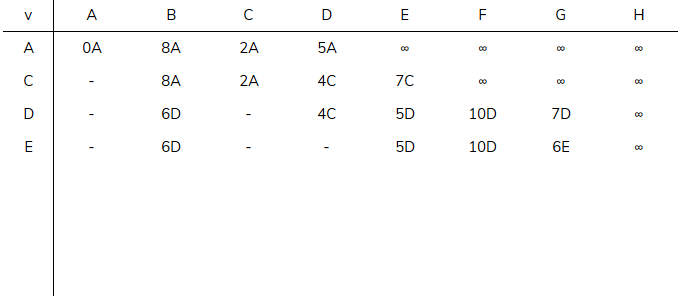 v A B C D E F G H
A 0A 8A 2A 5A ∞ ∞ ∞ ∞
C - 8A 2A 4C 7C ∞ ∞ ∞
D - 6D - 4C 5D 10D 7D ∞
E - 6D - - 5D 10D 6E ∞